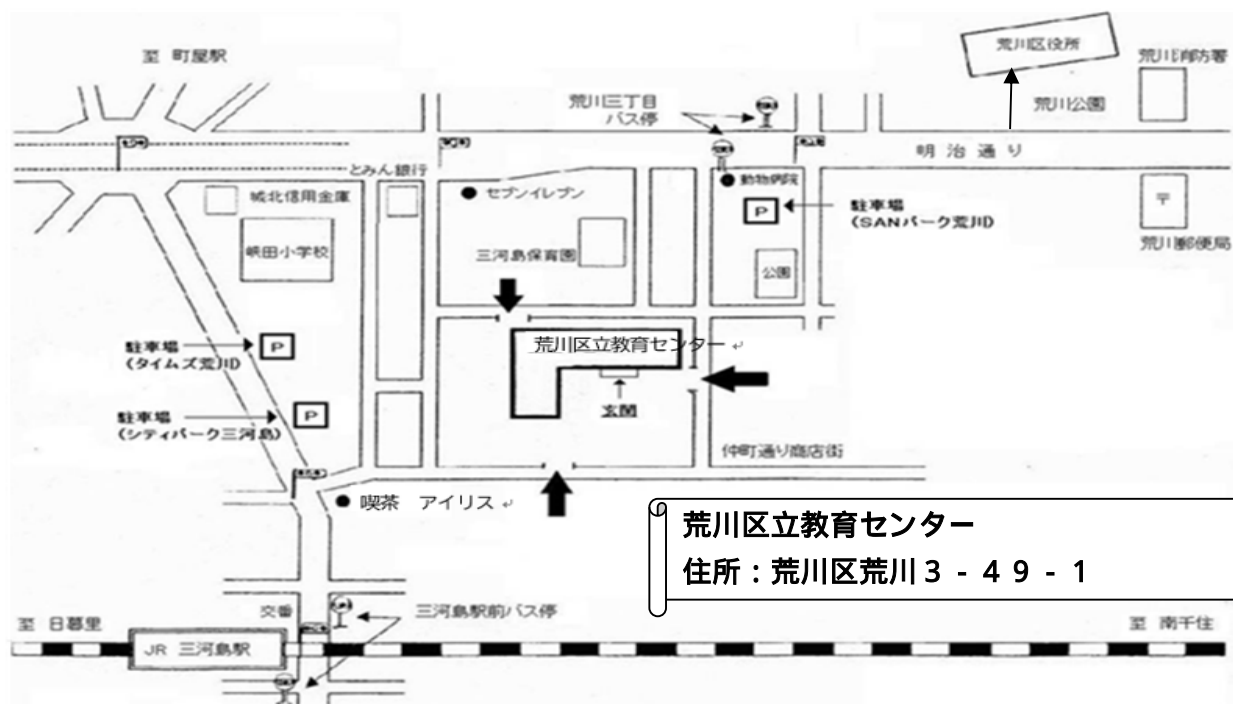 至 町屋駅
荒川区役所
荒川消防署
荒川三丁目
バス停
荒川公園
明治通り
とみん銀行
動物病院
城北信用金庫
セブンイレブン
P
駐車場
(SANパーク荒川)
〒
峡田小学校
三河島保育園
公園
荒川郵便局
駐車場
(タイムズ荒川)
P
荒川区立教育センター
玄関
駐車場
(シティパーク三河島)
P
仲町通り商店街
喫茶 アイリス
荒川区立教育センター
住所：荒川区荒川3-49-1
交番
三河島駅前バス停
至 日暮里
至 南千住
JR 三河島駅